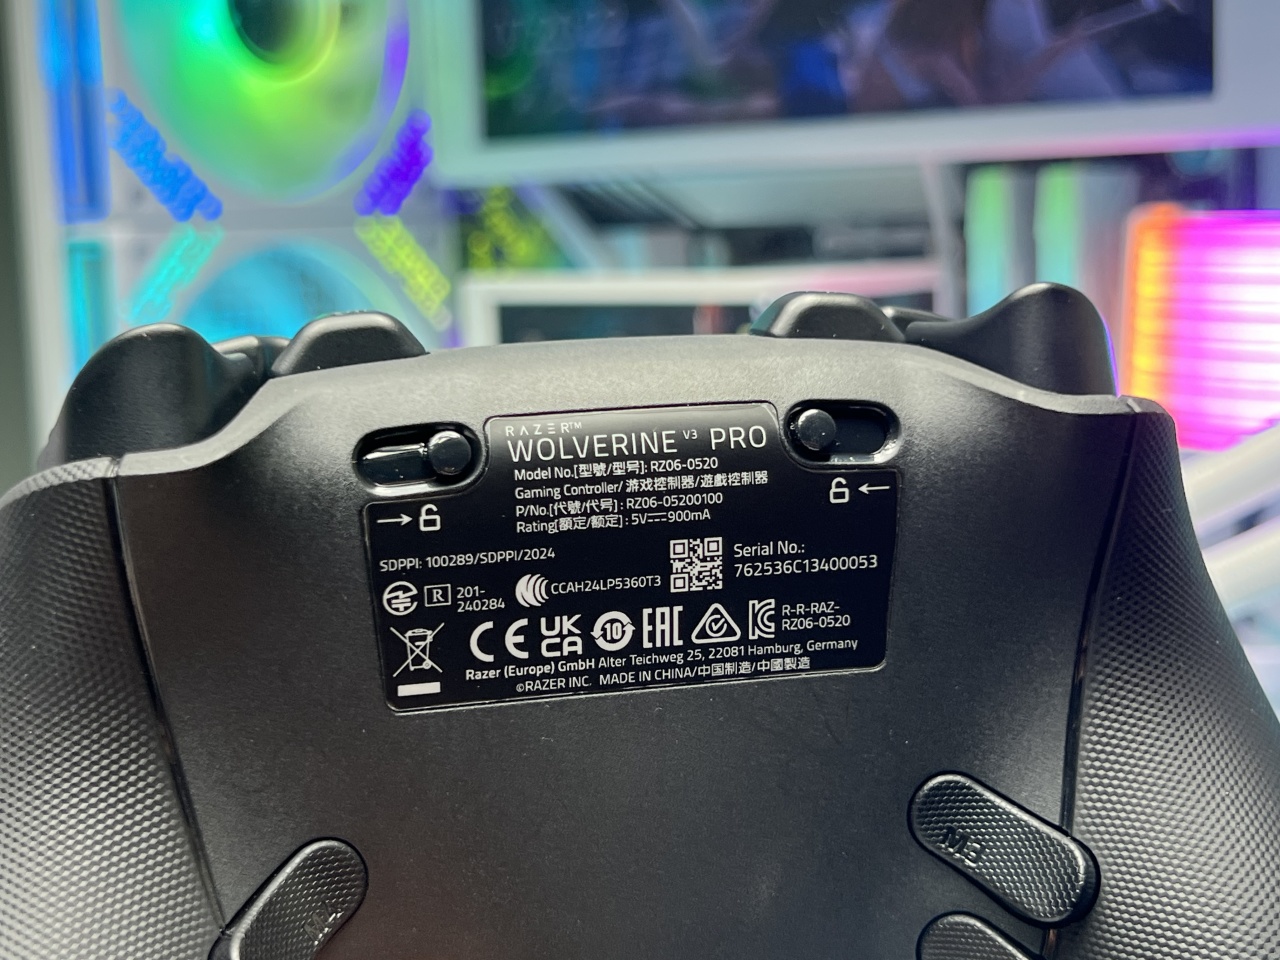 RAZER™
WOLVERINE V3 PRO
Model No.[型號/型号]: RZ06-0520
Gaming Controller/ 游戏控制器/遊戲控制器
P/No.[代號/代号]: RZ06-05200100
Rating[額定/额定] : 5V⎓900mA
SDPPI: 100289/SDPPI/2024
Serial No.:
762536C13400053
R 201-
240284
CCAH24LP5360T3
CE UK
CA 10 EAC
R-R-RAZ-
RZ06-0520
Razer (Europe) GmbH Alter Teichweg 25, 22081 Hamburg, Germany
©RAZER INC. MADE IN CHINA/中国制造/中國製造
M3